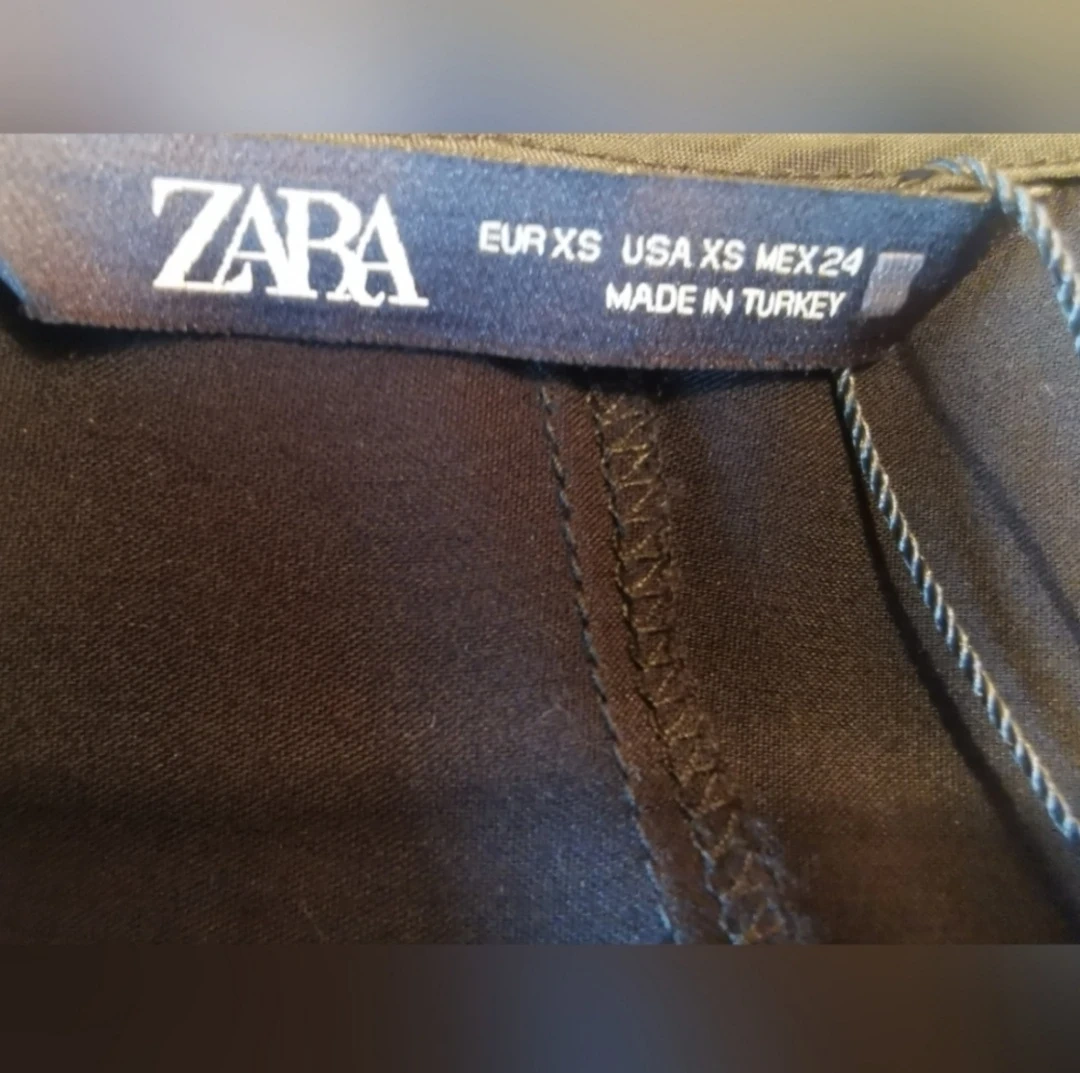 ZARA
EUR XS USA XS MEX 24
MADE IN TURKEY